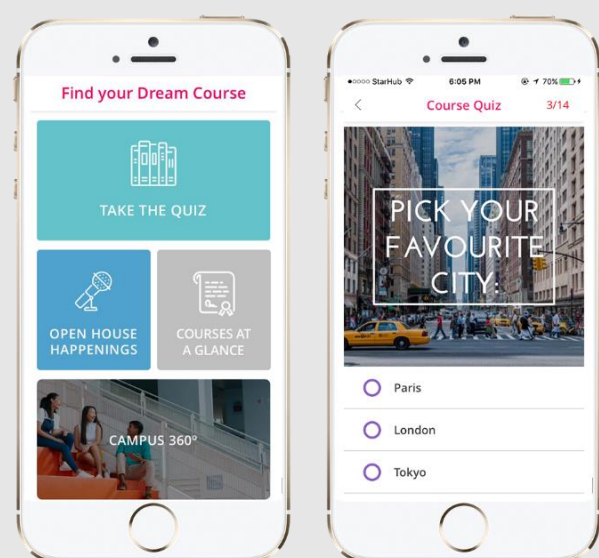 Find your Dream Course
TAKE THE QUIZ
OPEN HOUSE
HAPPENINGS
COURSES AT
A GLANCE
CAMPUS 360°
StarHub
6:05 PM
70%
Course Quiz
3/14
PICK YOUR
FAVOURITE
CITY:
Paris
London
Tokyo